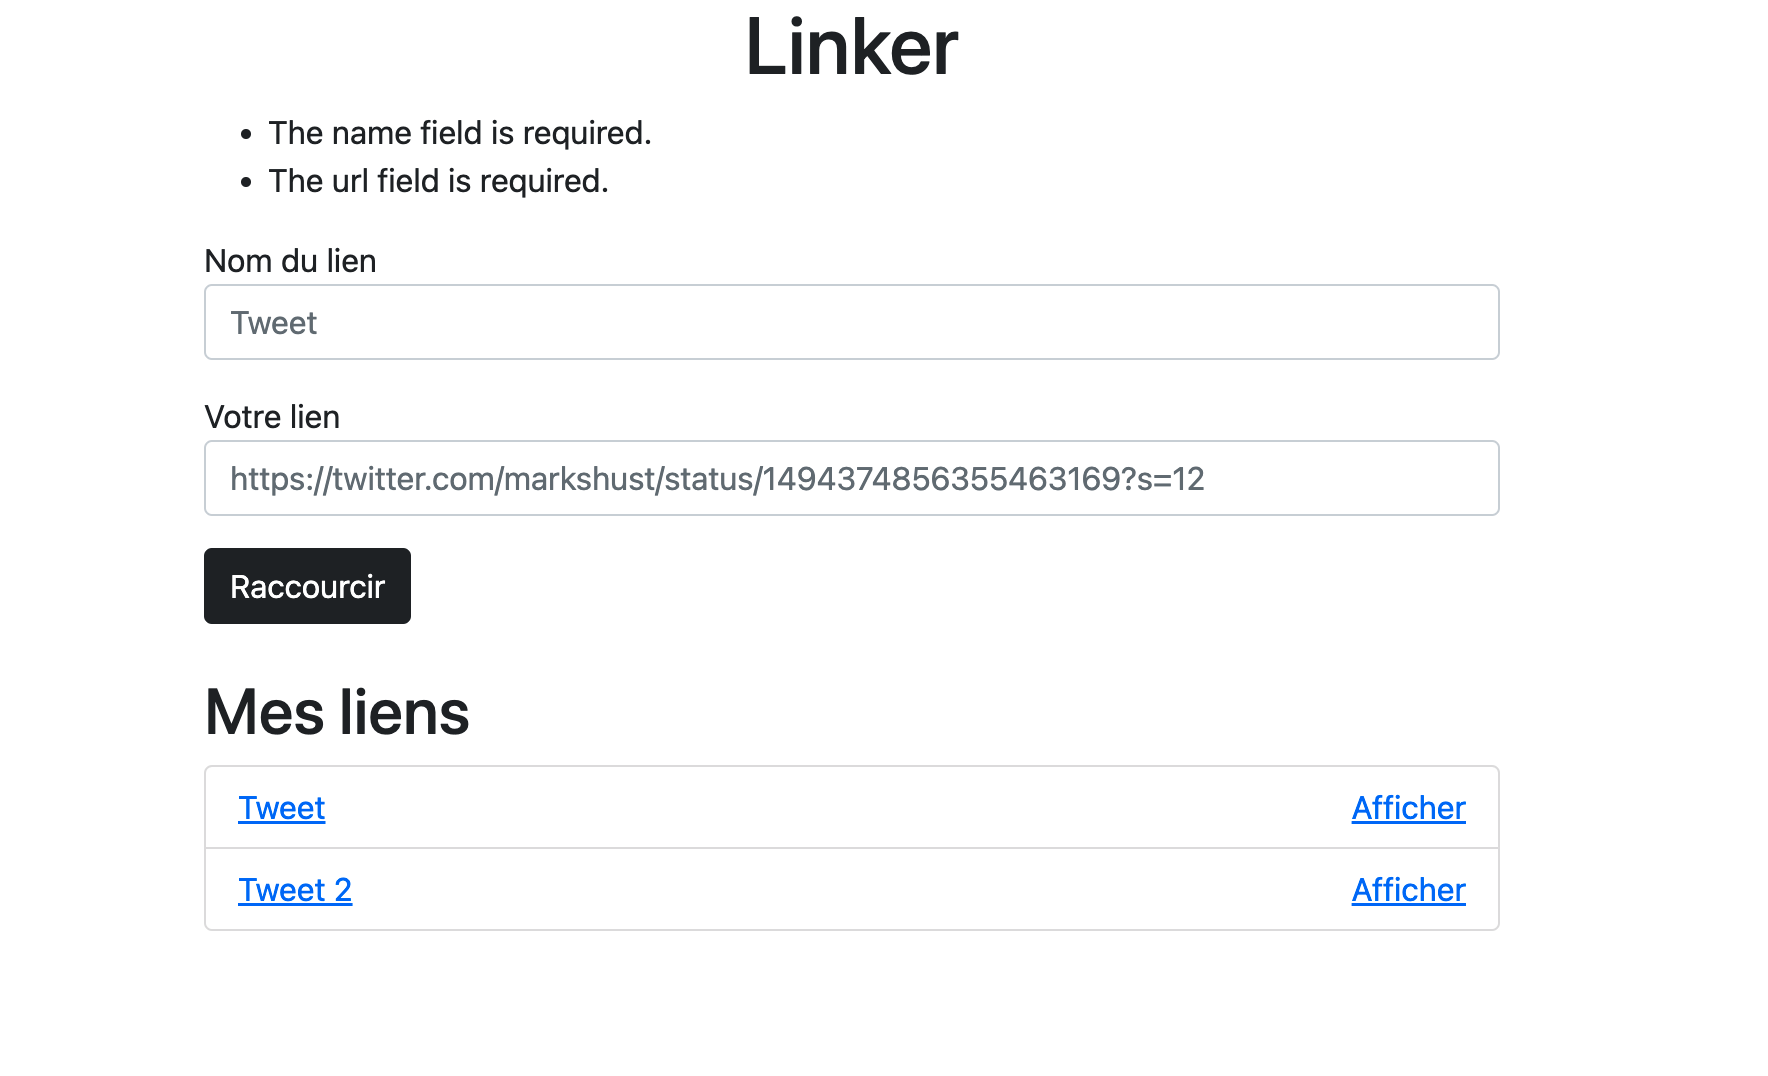 Linker
The name field is required.
The url field is required.
Nom du lien
Tweet
Votre lien
https://twitter.com/markshust/status/1494374856355463169?s=12
Raccourcir
Mes liens
Tweet Afficher
Tweet 2 Afficher